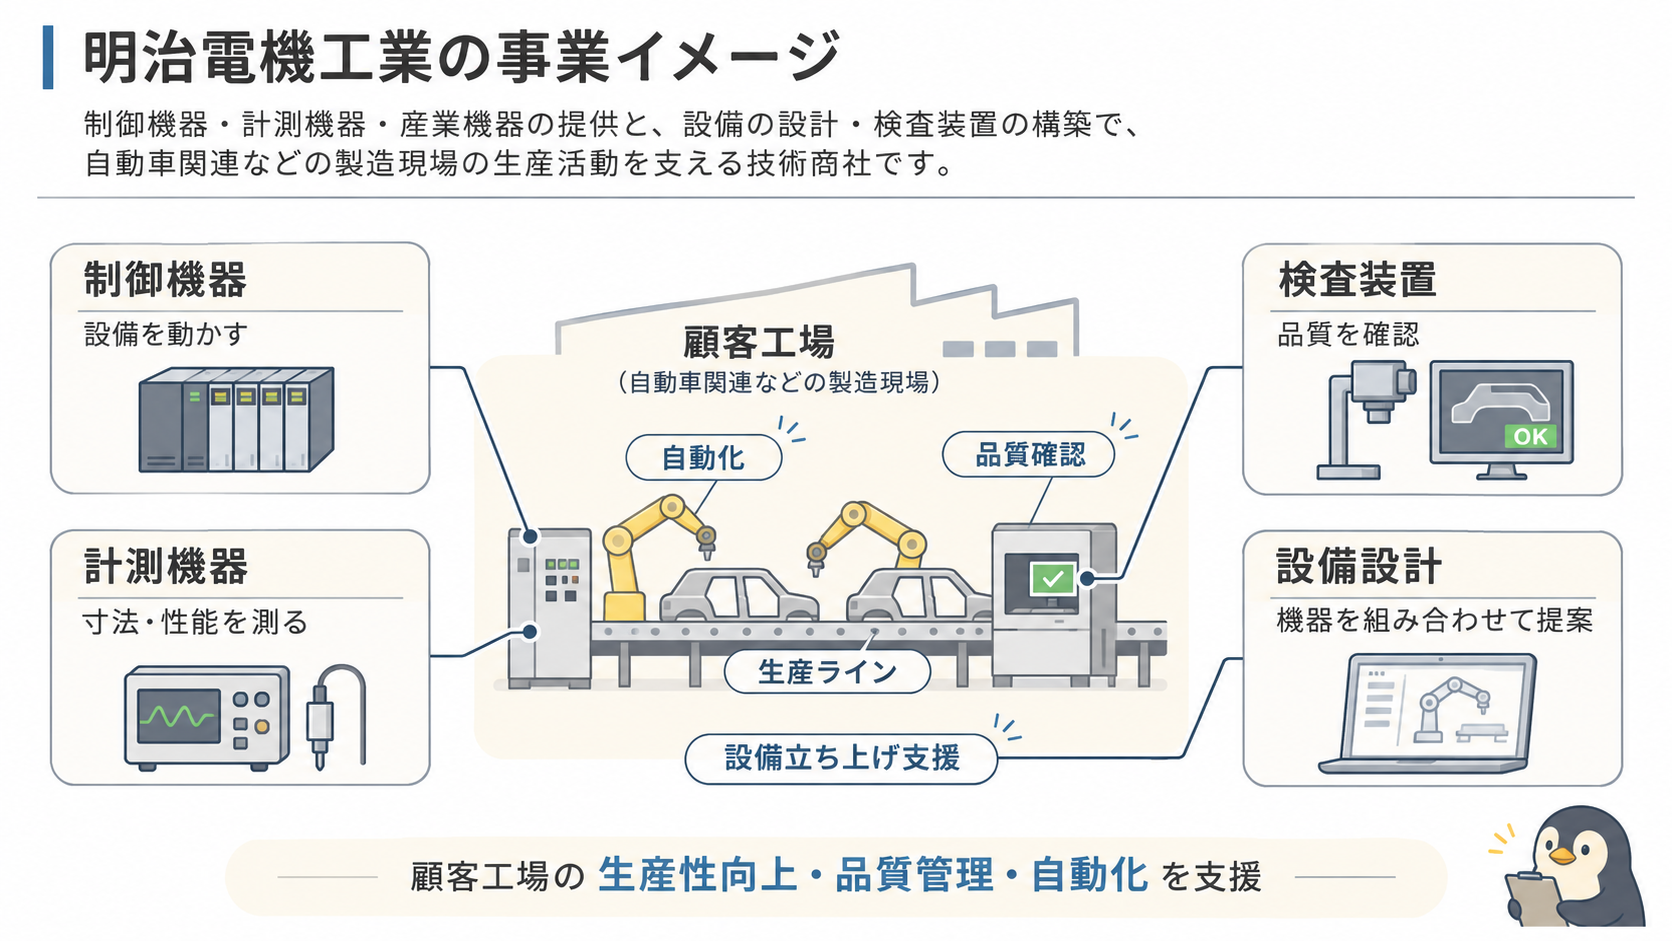 明治電機工業の事業イメージ
制御機器・計測機器・産業機器の提供と、設備の設計・検査装置の構築で、
自動車関連などの製造現場の生産活動を支える技術商社です。
制御機器
設備を動かす
計測機器
寸法・性能を測る
顧客工場
（自動車関連などの製造現場）
自動化
品質確認
生産ライン
設備立ち上げ支援
検査装置
品質を確認
OK
設備設計
機器を組み合わせて提案
顧客工場の 生産性向上・品質管理・自動化 を支援